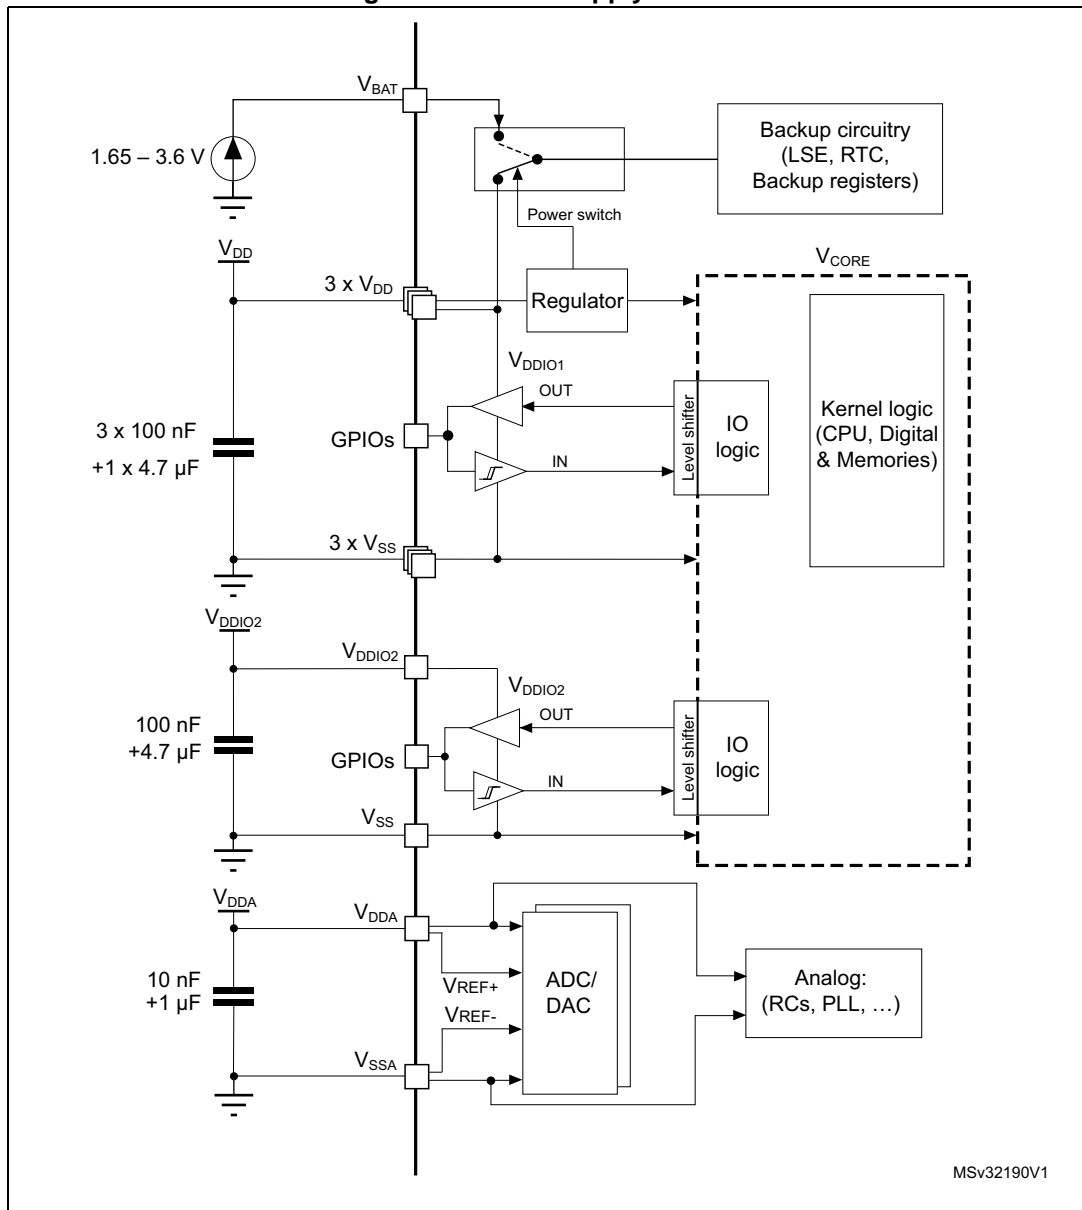 VBAT
1.65 – 3.6 V
Backup circuitry
(LSE, RTC,
Backup registers)
Power switch
VDD
3 x VDD
Regulator
VCORE
VDDIO1
OUT
Level shifter
IO
logic
Kernel logic
(CPU, Digital
& Memories)
3 x 100 nF
+1 x 4.7 µF
GPIOs
IN
3 x VSS
VDDIO2
VDDIO2
VDDIO2
OUT
Level shifter
IO
logic
100 nF
+4.7 µF
GPIOs
IN
VSS
VDDA
VDDA
10 nF
+1 µF
VREF+
VREF-
ADC/
DAC
Analog:
(RCs, PLL, …)
VSSA
MSv32190V1